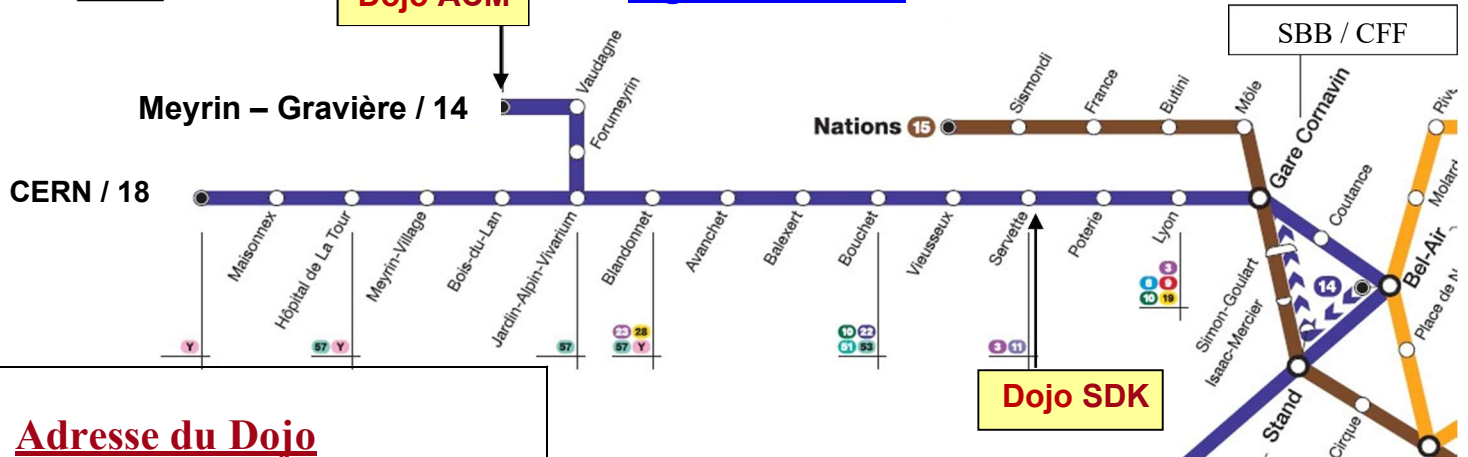 Dojo ACM
SBB / CFF
Meyrin – Gravière / 14
Vaudagne
Forumeyrin
Nations 15
Sismondi
France
Butini
Môle
Gare Cornavin
Coutance
Molard
CERN / 18
Maisonnex
Hôpital de La Tour
Meyrin-Village
Bois-du-Lan
Jardin-Alpin-Vivarium
Blandonnet
Avanchet
Balexert
Bouchet
Vieusseux
Servette
Poterie
Lyon
Bel-Air
14
Simon-Goulart
Isaac-Mercier
Place de
3
8 9
10 19
Y
57 Y
57
23 28
57 Y
10 22
51 53
3 11
Dojo SDK
Stand
Cirque
Adresse du Dojo